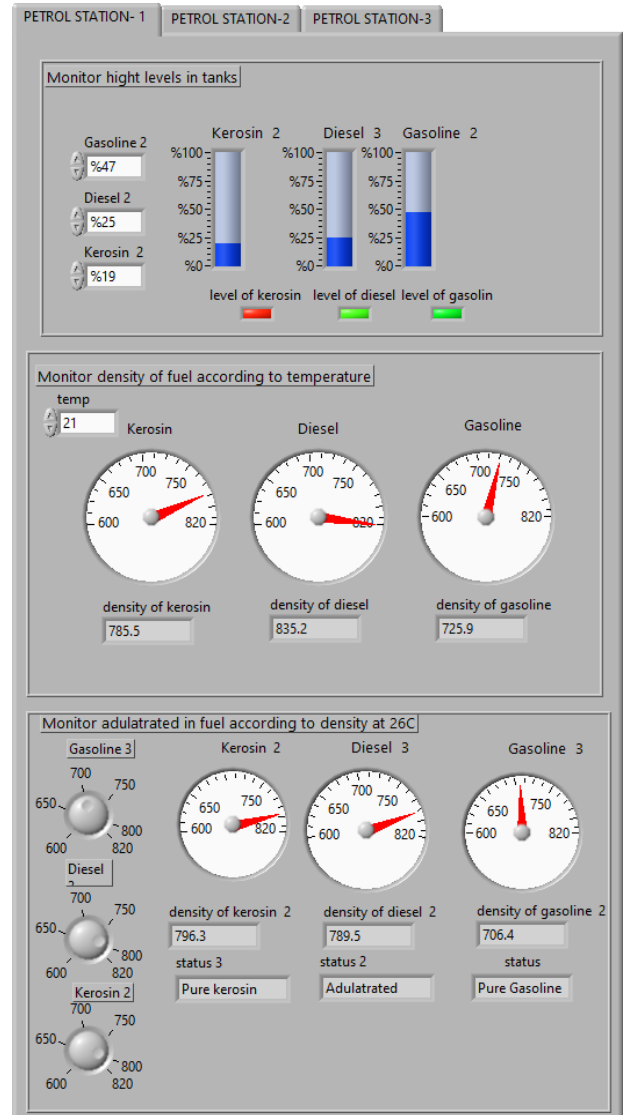 PETROL STATION- 1 PETROL STATION-2 PETROL STATION-3
Monitor hight levels in tanks
Gasoline 2
%47
Diesel 2
%25
Kerosin 2
%19
Kerosin 2 Diesel 3 Gasoline 2
%100 %100 %100
%75 %75 %75
%50 %50 %50
%25 %25 %25
%0 %0 %0
level of kerosin level of diesel level of gasolin
Monitor density of fuel according to temperature
temp
21
Kerosin Diesel Gasoline
600 650 700 750 820
600 650 700 750 820
600 650 700 750 820
density of kerosin density of diesel density of gasoline
785.5 835.2 725.9
Monitor adulatrated in fuel according to density at 26C
Gasoline 3
600 650 700 750 800 820
Diesel
600 650 700 750 800 820
Kerosin 2
600 650 700 750 800 820
Kerosin 2 Diesel 3 Gasoline 3
600 650 750 820
600 650 750 820
600 650 750 820
density of kerosin 2 density of diesel 2 density of gasoline 2
796.3 789.5 706.4
status 3 status 2 status
Pure kerosin Adulatrated Pure Gasoline